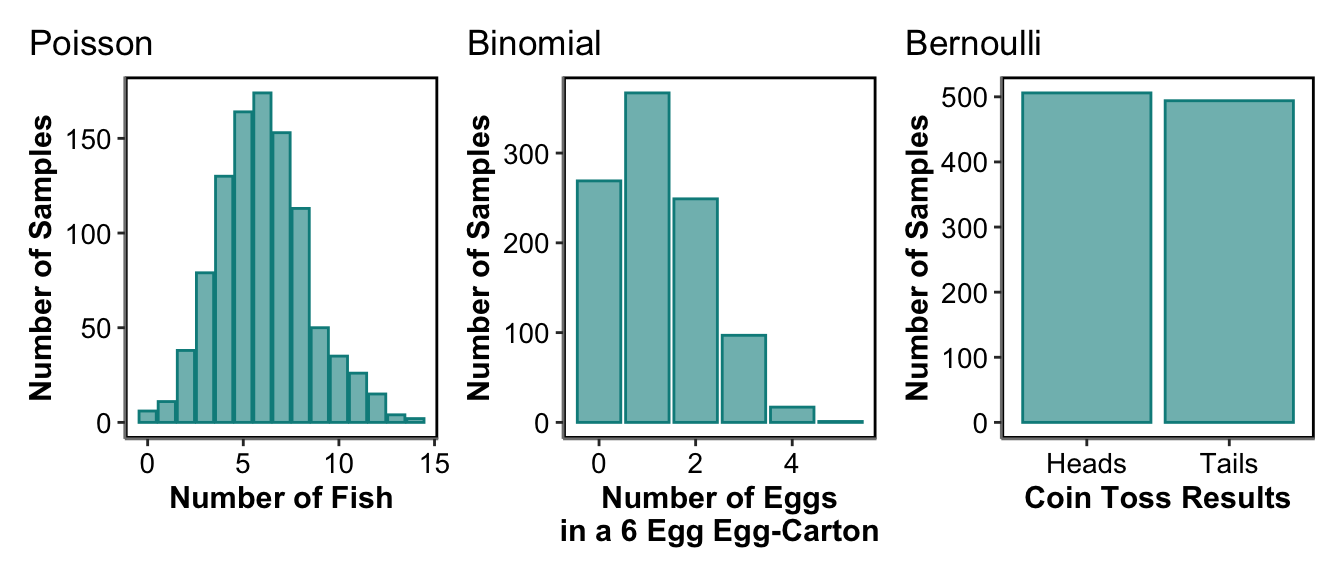 Poisson
Number of Samples
150
100
50
0
0 5 10 15
Number of Fish
Binomial
Number of Samples
300
200
100
0
0 2 4
Number of Eggs
in a 6 Egg Egg-Carton
Bernoulli
Number of Samples
500
400
300
200
100
0
Heads Tails
Coin Toss Results